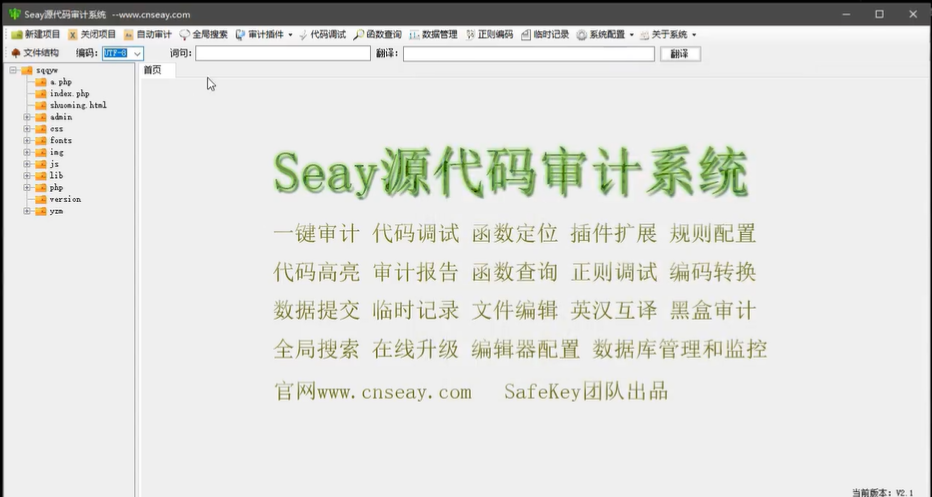 Seay源代码审计系统 --www.cnseay.com
新建项目 关闭项目 自动审计 全局搜索 审计插件 代码调试 函数查询 数据管理 正则编码 临时记录 系统配置 关于系统
文件结构 编码: UTF-8 词句: 翻译: 翻译
首页
sqqyw
a.php
index.php
shuoming.html
admin
css
fonts
img
js
lib
php
version
yzm
Seay源代码审计系统
一键审计 代码调试 函数定位 插件扩展 规则配置
代码高亮 审计报告 函数查询 正则调试 编码转换
数据提交 临时记录 文件编辑 英汉互译 黑盒审计
全局搜索 在线升级 编辑器配置 数据库管理和监控
官网www.cnseay.com SafeKey团队出品
当前版本: V2.1